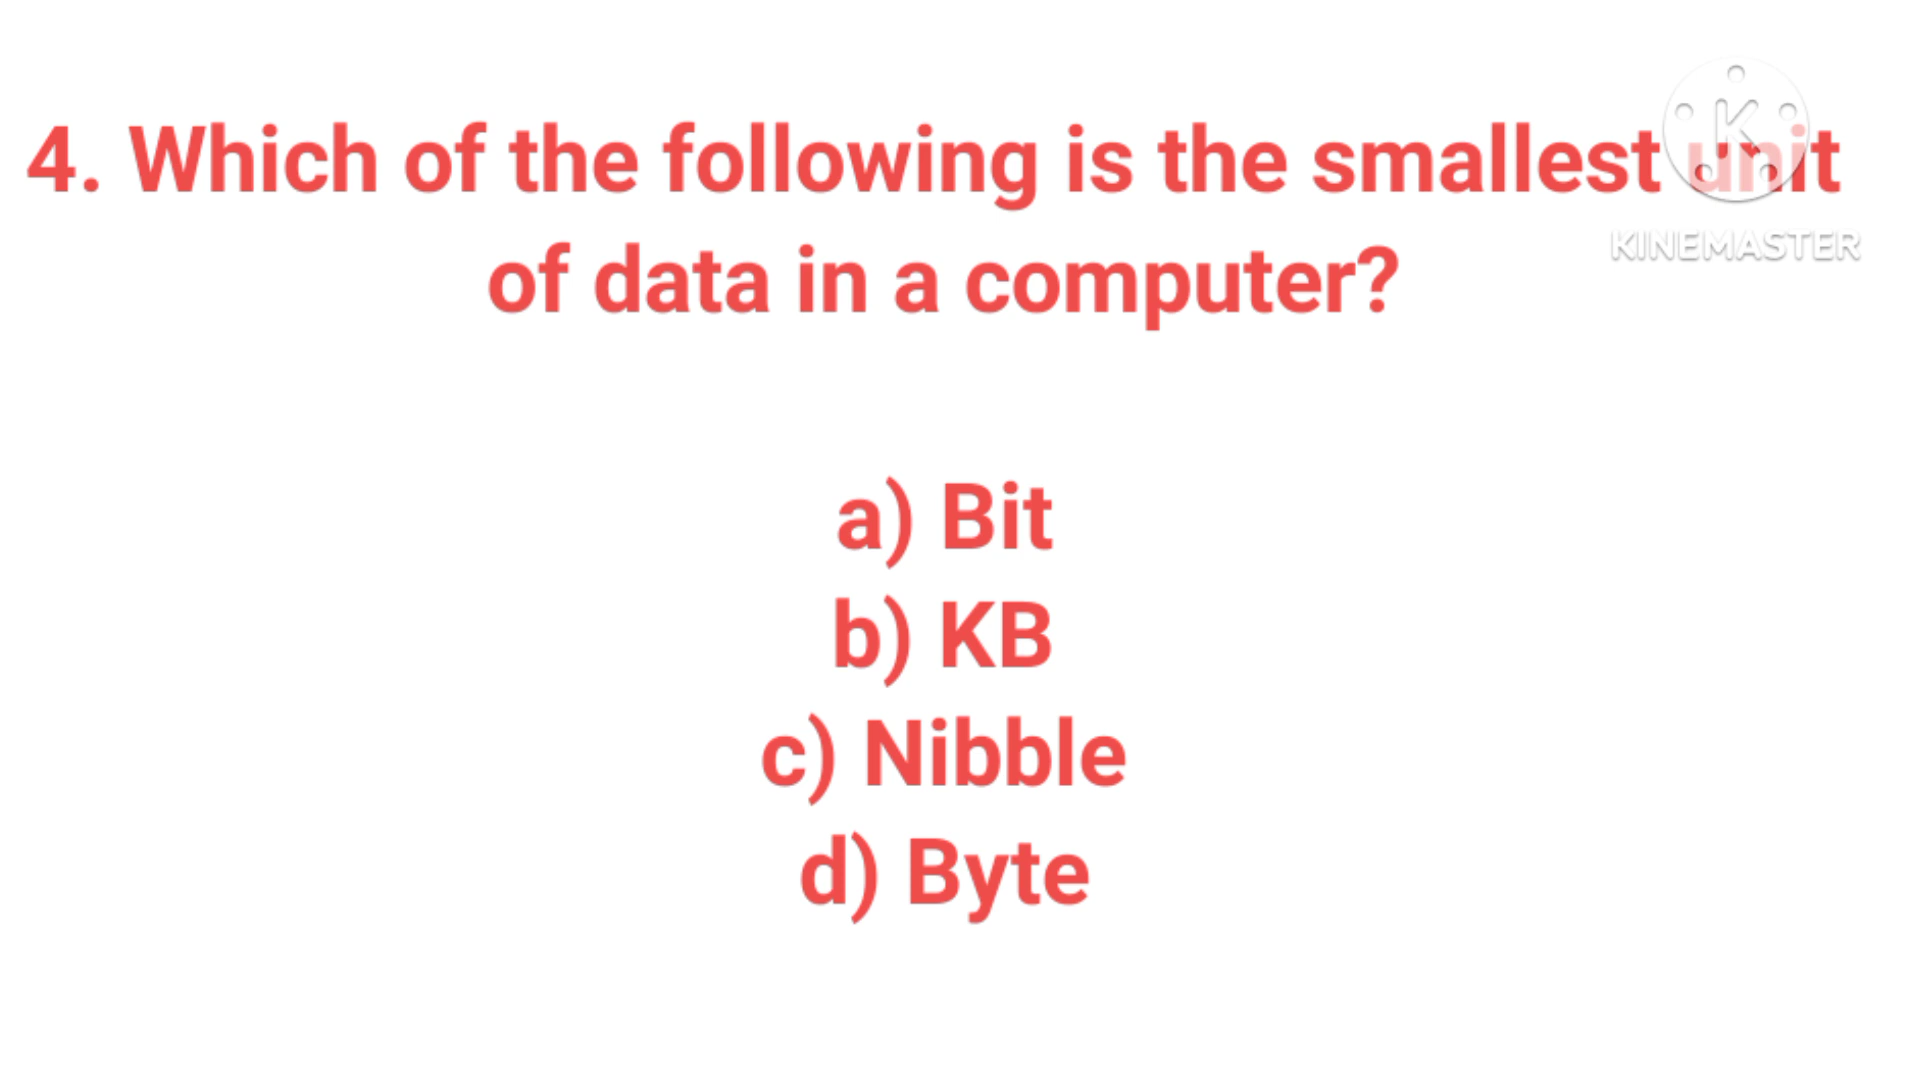 4. Which of the following is the smallest unit
of data in a computer?
a) Bit
b) KB
c) Nibble
d) Byte
K
KINEMASTER